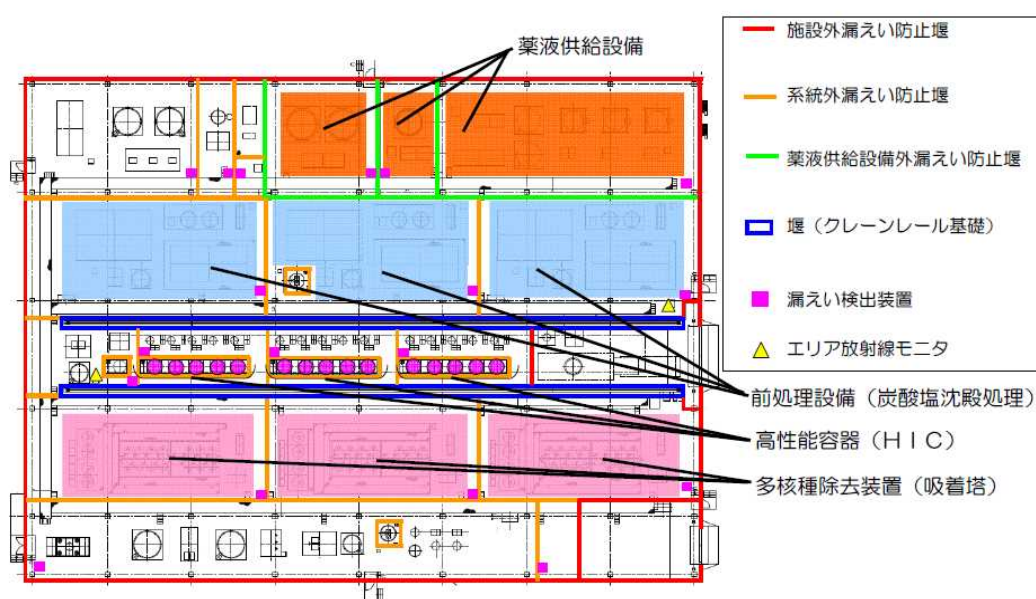 薬液供給設備
施設外漏えい防止堰
系統外漏えい防止堰
薬液供給設備外漏えい防止堰
堰（クレーンレール基礎）
漏えい検出装置
エリア放射線モニタ
前処理設備（炭酸塩沈殿処理）
高性能容器（ＨＩＣ）
多核種除去装置（吸着塔）